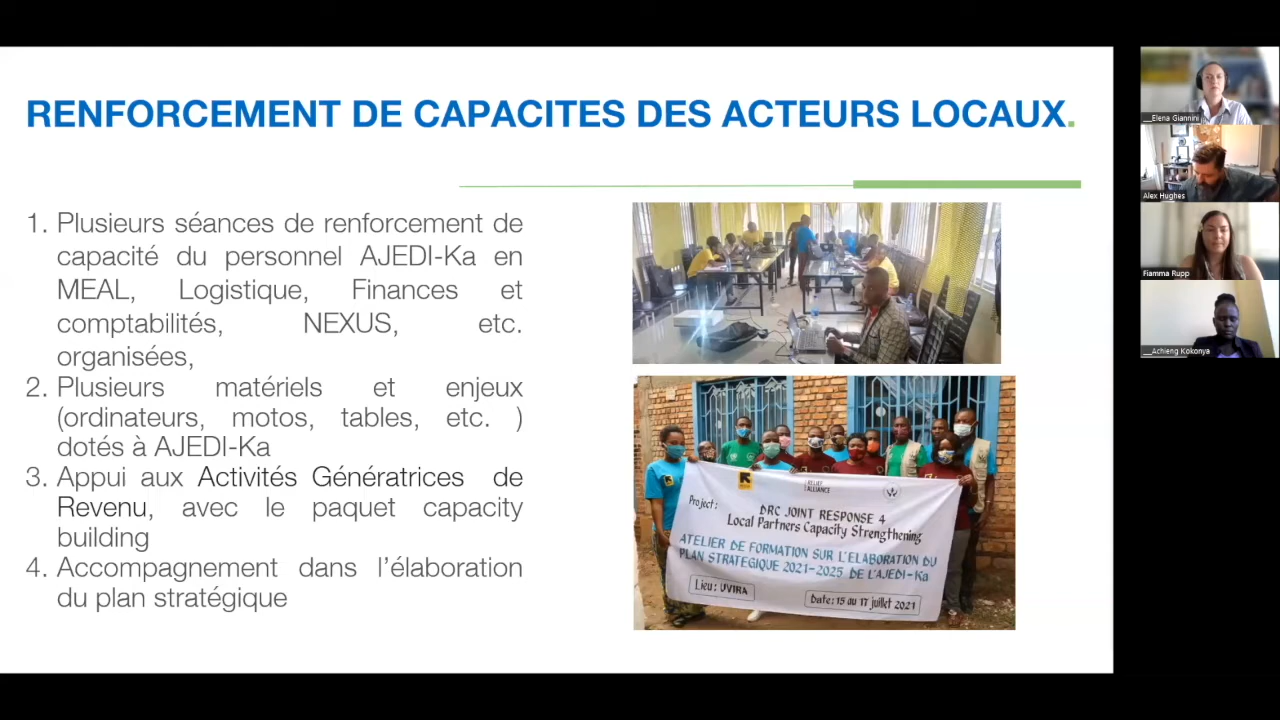 RENFORCEMENT DE CAPACITES DES ACTEURS LOCAUX.
1. Plusieurs séances de renforcement de
capacité du personnel AJEDI-Ka en
MEAL, Logistique, Finances et
comptabilités, NEXUS, etc.
organisées,
2. Plusieurs matériels et enjeux
(ordinateurs, motos, tables, etc. )
dotés à AJEDI-Ka
3. Appui aux Activités Génératrices de
Revenu, avec le paquet capacity
building
4. Accompagnement dans l’élaboration
du plan stratégique
RELIEF
ALLIANCE
Project :
DRC JOINT RESPONSE 4
Local Partners Capacity Strengthening
ATELIER DE FORMATION SUR L'ELABORATION DU
PLAN STRATEGIQUE 2021-2025 DE L'AJEDI-Ka
Lieu : UVIRA
Date : 15 au 17 juillet 2021
__Elena Giannini
Alex Hughes
Fiamma Rupp
__Achieng Kokonya